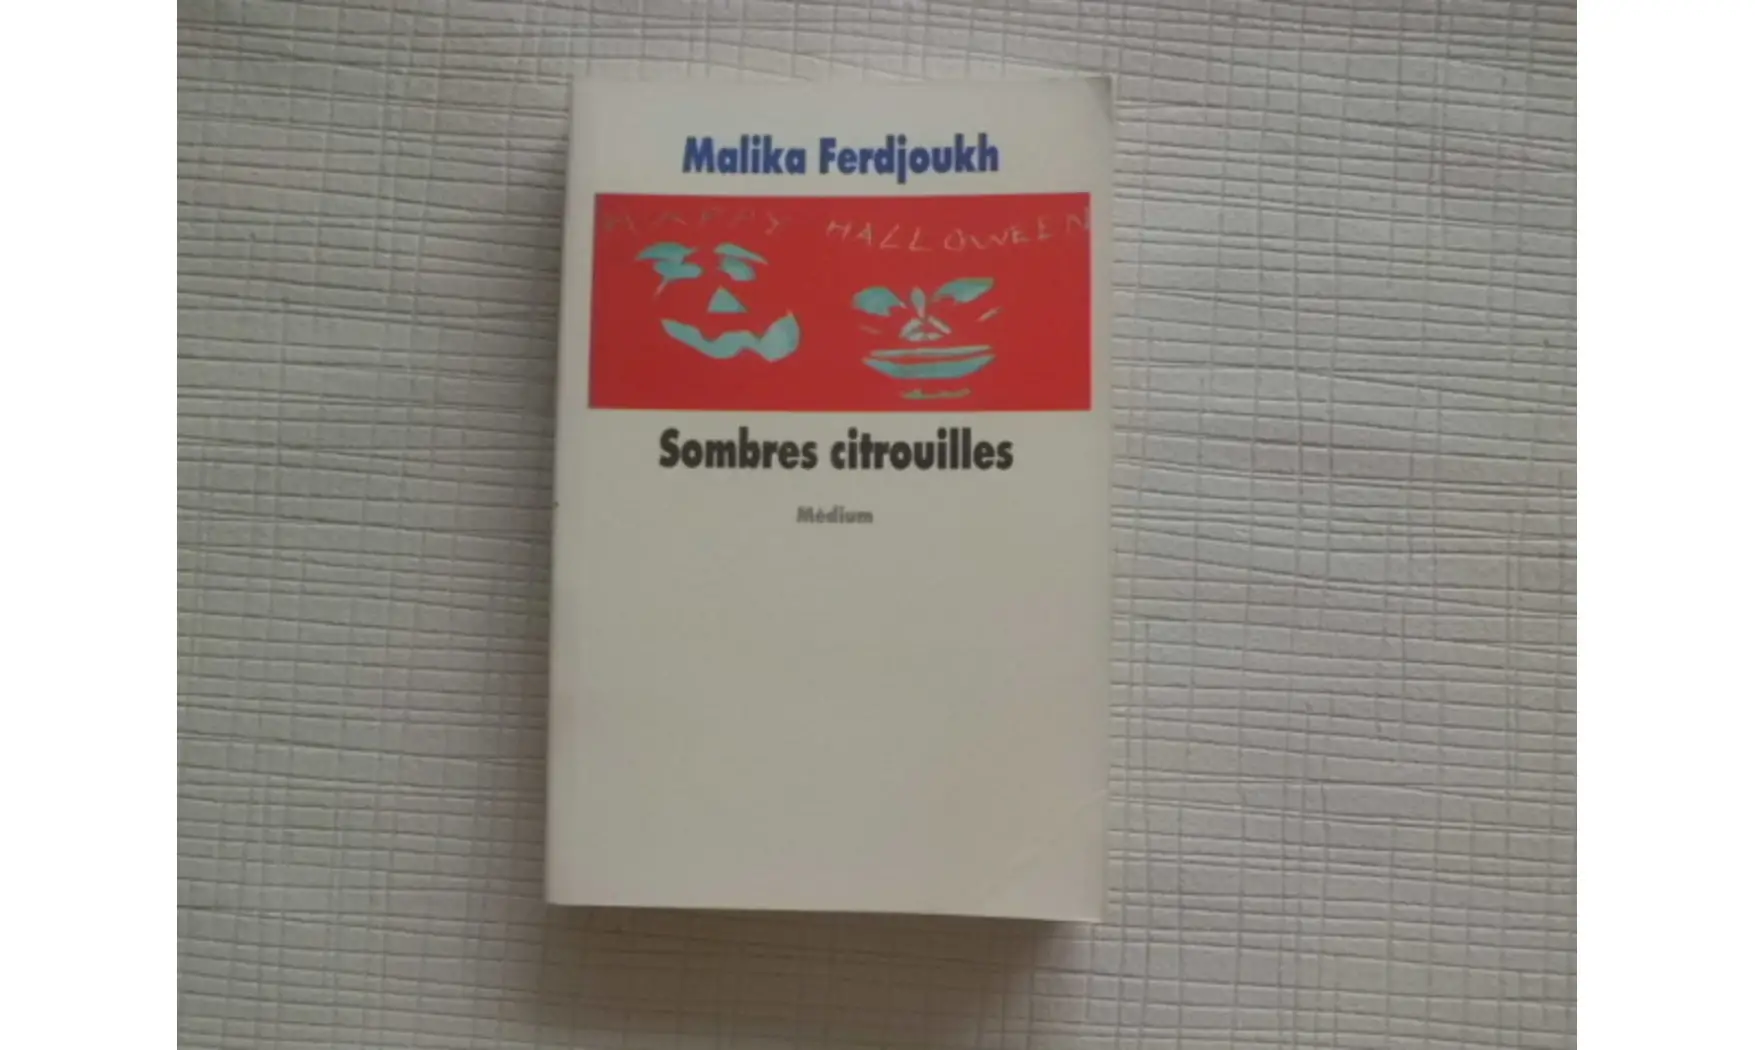 Malika Ferdjoukh
HAPPY HALLOWEEN
Sombres citrouilles
Médium